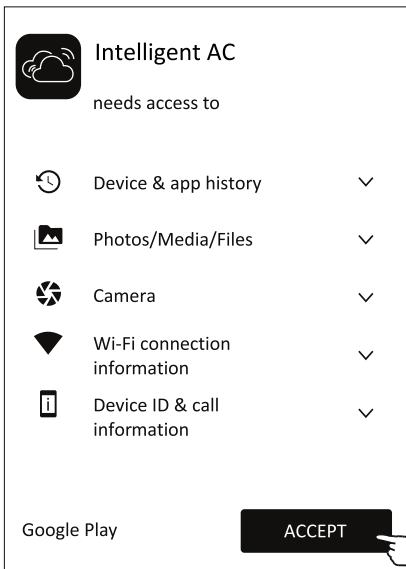 Intelligent AC
needs access to
Device & app history
Photos/Media/Files
Camera
Wi-Fi connection
information
Device ID & call
information
Google Play
ACCEPT